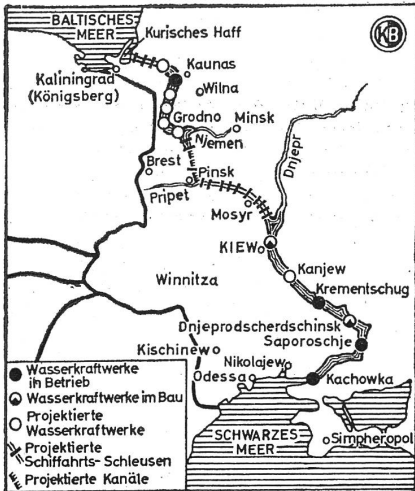 BALTISCHES
MEER
Kurisches Haff
KB
Kaunas
Kaliningrad
(Königsberg)
Wilna
Grodno
Minsk
Njemen
Dnjepr
Brest
Pinsk
Pripet
Mosyr
KIEW
Winnitza
Kanjew
Krementschug
Dnjeprodscherdschinsk
Saporoschje
Kischinew
Nikolajew
Odessa
Kachowka
SCHWARZES
MEER
Simpheropol
Wasserkraftwerke
ih Betrieb
Wasserkraftwerke im Bau
Projektierte
Wasserkraftwerke
Projektierte
Schiffahrts-Schleusen
Projektierte Kanäle